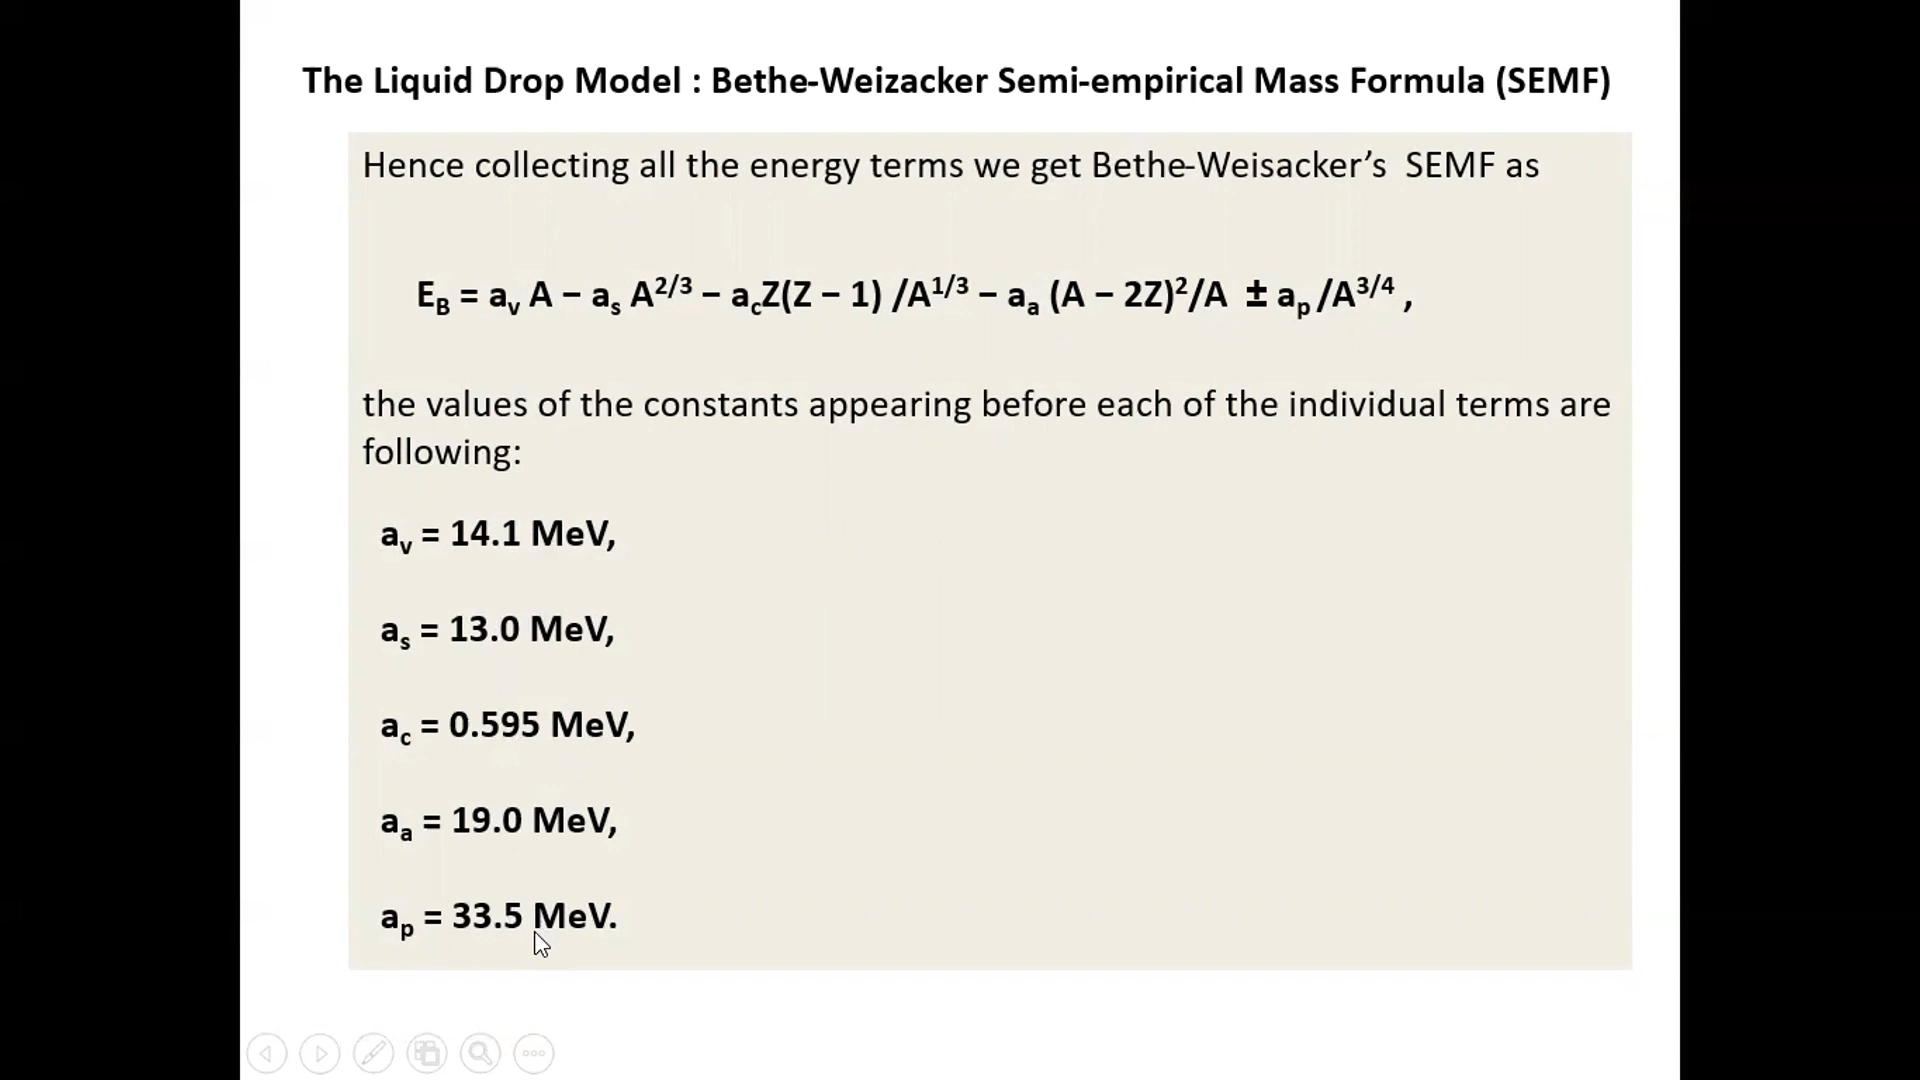 The Liquid Drop Model : Bethe-Weizacker Semi-empirical Mass Formula (SEMF)
Hence collecting all the energy terms we get Bethe-Weisacker’s SEMF as
E_B = a_v A – a_s A^{2/3} – a_cZ(Z – 1) /A^{1/3} – a_a (A – 2Z)^2/A ± a_p /A^{3/4} ,
the values of the constants appearing before each of the individual terms are
following:
a_v = 14.1 MeV,
a_s = 13.0 MeV,
a_c = 0.595 MeV,
a_a = 19.0 MeV,
a_p = 33.5 MeV.